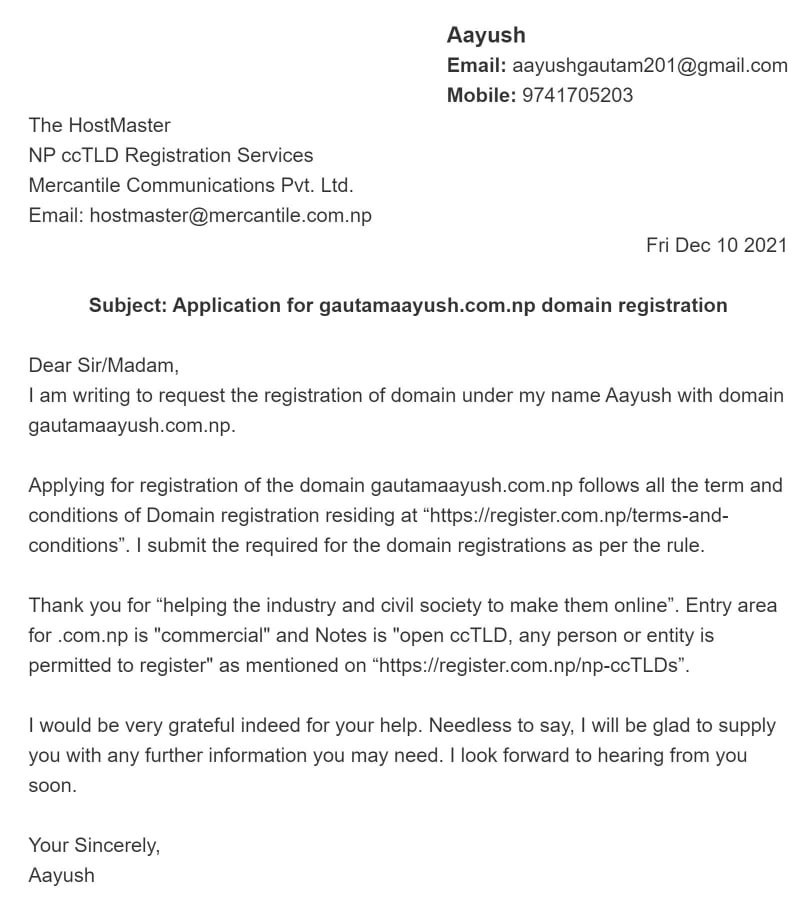 Aayush
Email: aayushgautam201@gmail.com
Mobile: 9741705203
The HostMaster
NP ccTLD Registration Services
Mercantile Communications Pvt. Ltd.
Email: hostmaster@mercantile.com.np
Fri Dec 10 2021
Subject: Application for gautamaayush.com.np domain registration
Dear Sir/Madam,
I am writing to request the registration of domain under my name Aayush with domain
gautamaayush.com.np.
Applying for registration of the domain gautamaayush.com.np follows all the term and
conditions of Domain registration residing at “https://register.com.np/terms-and-
conditions”. I submit the required for the domain registrations as per the rule.
Thank you for “helping the industry and civil society to make them online”. Entry area
for .com.np is "commercial" and Notes is "open ccTLD, any person or entity is
permitted to register" as mentioned on “https://register.com.np/np-ccTLDs”.
I would be very grateful indeed for your help. Needless to say, I will be glad to supply
you with any further information you may need. I look forward to hearing from you
soon.
Your Sincerely,
Aayush